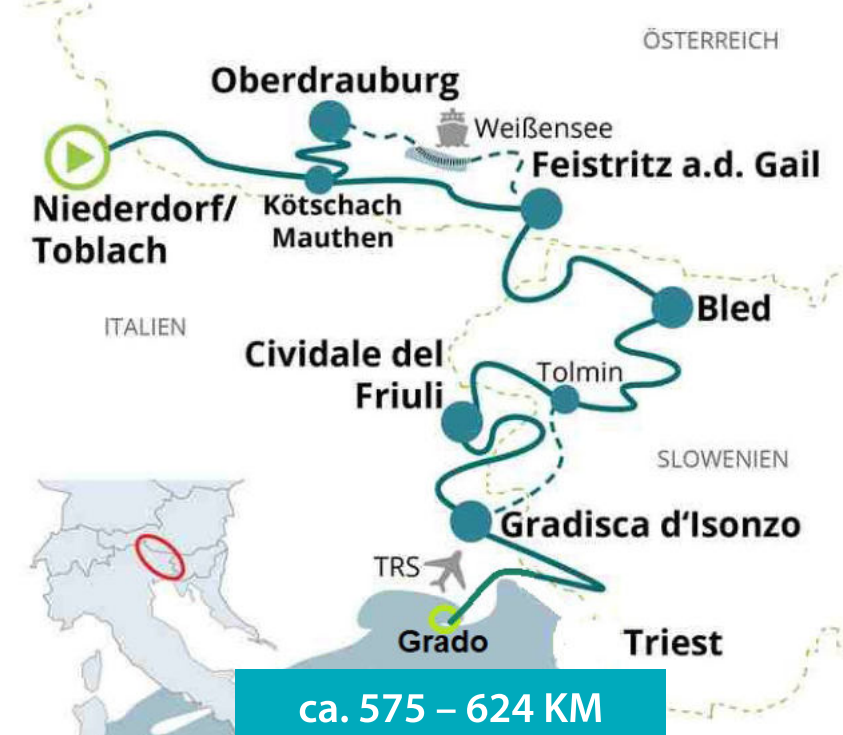 ÖSTERREICH
Oberdrauburg
Weißensee
Feistritz a.d. Gail
Niederdorf/
Toblach
Kötschach
Mauthen
Bled
ITALIEN
Cividale del
Friuli
Tolmin
SLOWENIEN
Gradisca d‘Isonzo
TRS
Grado
Triest
ca. 575 – 624 KM